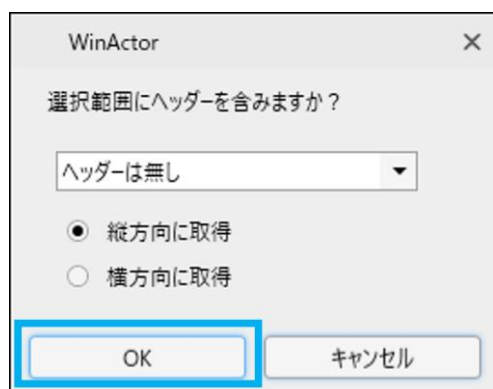 WinActor
選択範囲にヘッダーを含みますか？
ヘッダーは無し
縦方向に取得
横方向に取得
OK キャンセル